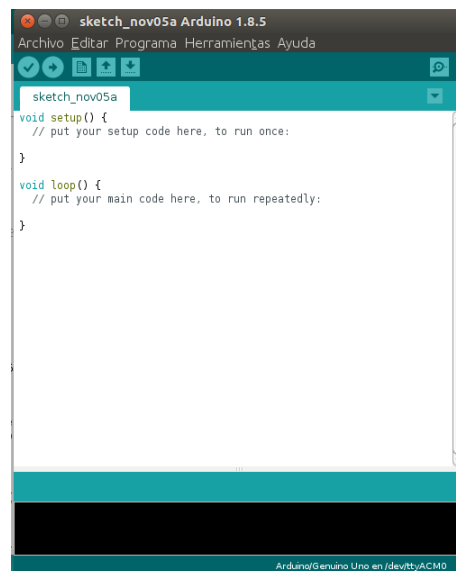 sketch_nov05a Arduino 1.8.5
Archivo Editar Programa Herramientas Ayuda
sketch_nov05a
void setup() {
// put your setup code here, to run once:
}
void loop() {
// put your main code here, to run repeatedly:
}
Arduino/Genuino Uno en /dev/ttyACM0